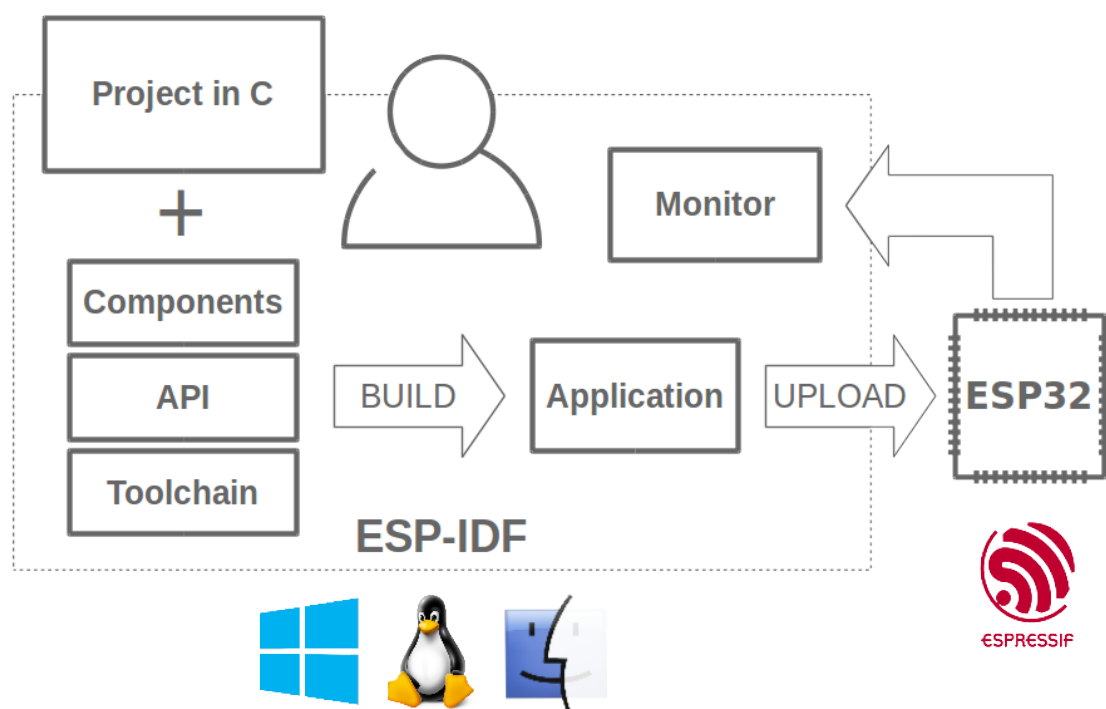 Project in C
+
Components
API
Toolchain
BUILD
Application
UPLOAD
Monitor
ESP32
ESP-IDF
ESPRESSIF